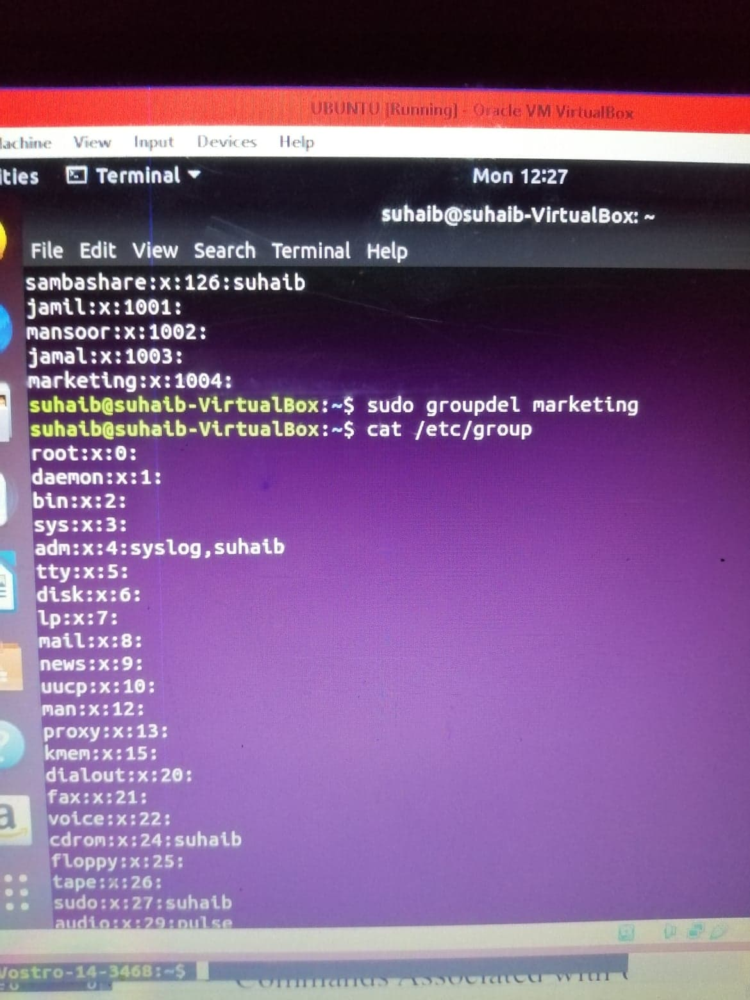 UBUNTU [Running] - Oracle VM VirtualBox
View Input Devices Help
Terminal Mon 12:27
suhaib@suhaib-VirtualBox: ~
File Edit View Search Terminal Help
sambashare:x:126:suhaib
jamil:x:1001:
mansoor:x:1002:
jamal:x:1003:
marketing:x:1004:
suhaib@suhaib-VirtualBox:~$ sudo groupdel marketing
suhaib@suhaib-VirtualBox:~$ cat /etc/group
root:x:0:
daemon:x:1:
bin:x:2:
sys:x:3:
adm:x:4:syslog,suhaib
tty:x:5:
disk:x:6:
lp:x:7:
mail:x:8:
news:x:9:
uucp:x:10:
man:x:12:
proxy:x:13:
kmem:x:15:
dialout:x:20:
fax:x:21:
voice:x:22:
cdrom:x:24:suhaib
floppy:x:25:
tape:x:26:
sudo:x:27:suhaib
audio:x:29:pulse
Vostro-14-3468:~$
Commands Associated with